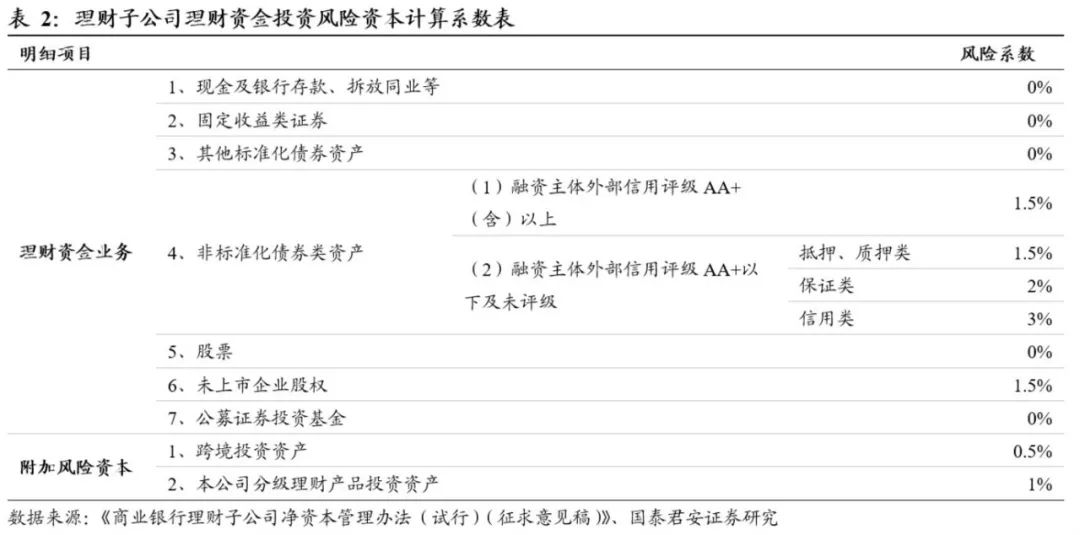 表 2：理财子公司理财资金投资风险资本计算系数表
明细项目 风险系数
理财资金业务
1、现金及银行存款、拆放同业等 0%
2、固定收益类证券 0%
3、其他标准化债券资产 0%
4、非标准化债券类资产
（1）融资主体外部信用评级 AA+
（含）以上
1.5%
（2）融资主体外部信用评级 AA+以
下及未评级
抵押、质押类 1.5%
保证类 2%
信用类 3%
5、股票 0%
6、未上市企业股权 1.5%
7、公募证券投资基金 0%
附加风险资本
1、跨境投资资产 0.5%
2、本公司分级理财产品投资资产 1%
数据来源：《商业银行理财子公司净资本管理办法（试行）（征求意见稿）》、国泰君安证券研究